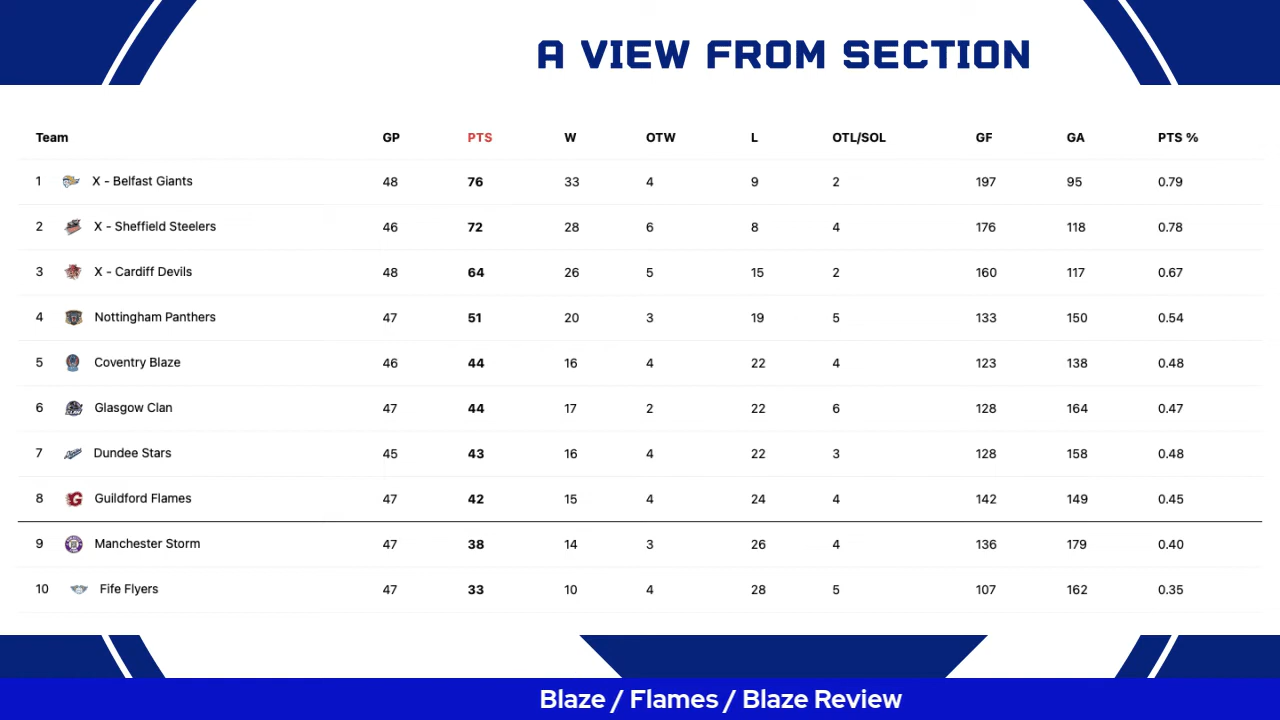 A VIEW FROM SECTION
Team GP PTS W OTW L OTL/SOL GF GA PTS %
1 X - Belfast Giants 48 76 33 4 9 2 197 95 0.79
2 X - Sheffield Steelers 46 72 28 6 8 4 176 118 0.78
3 X - Cardiff Devils 48 64 26 5 15 2 160 117 0.67
4 Nottingham Panthers 47 51 20 3 19 5 133 150 0.54
5 Coventry Blaze 46 44 16 4 22 4 123 138 0.48
6 Glasgow Clan 47 44 17 2 22 6 128 164 0.47
7 Dundee Stars 45 43 16 4 22 3 128 158 0.48
8 Guildford Flames 47 42 15 4 24 4 142 149 0.45
9 Manchester Storm 47 38 14 3 26 4 136 179 0.40
10 Fife Flyers 47 33 10 4 28 5 107 162 0.35
Blaze / Flames / Blaze Review